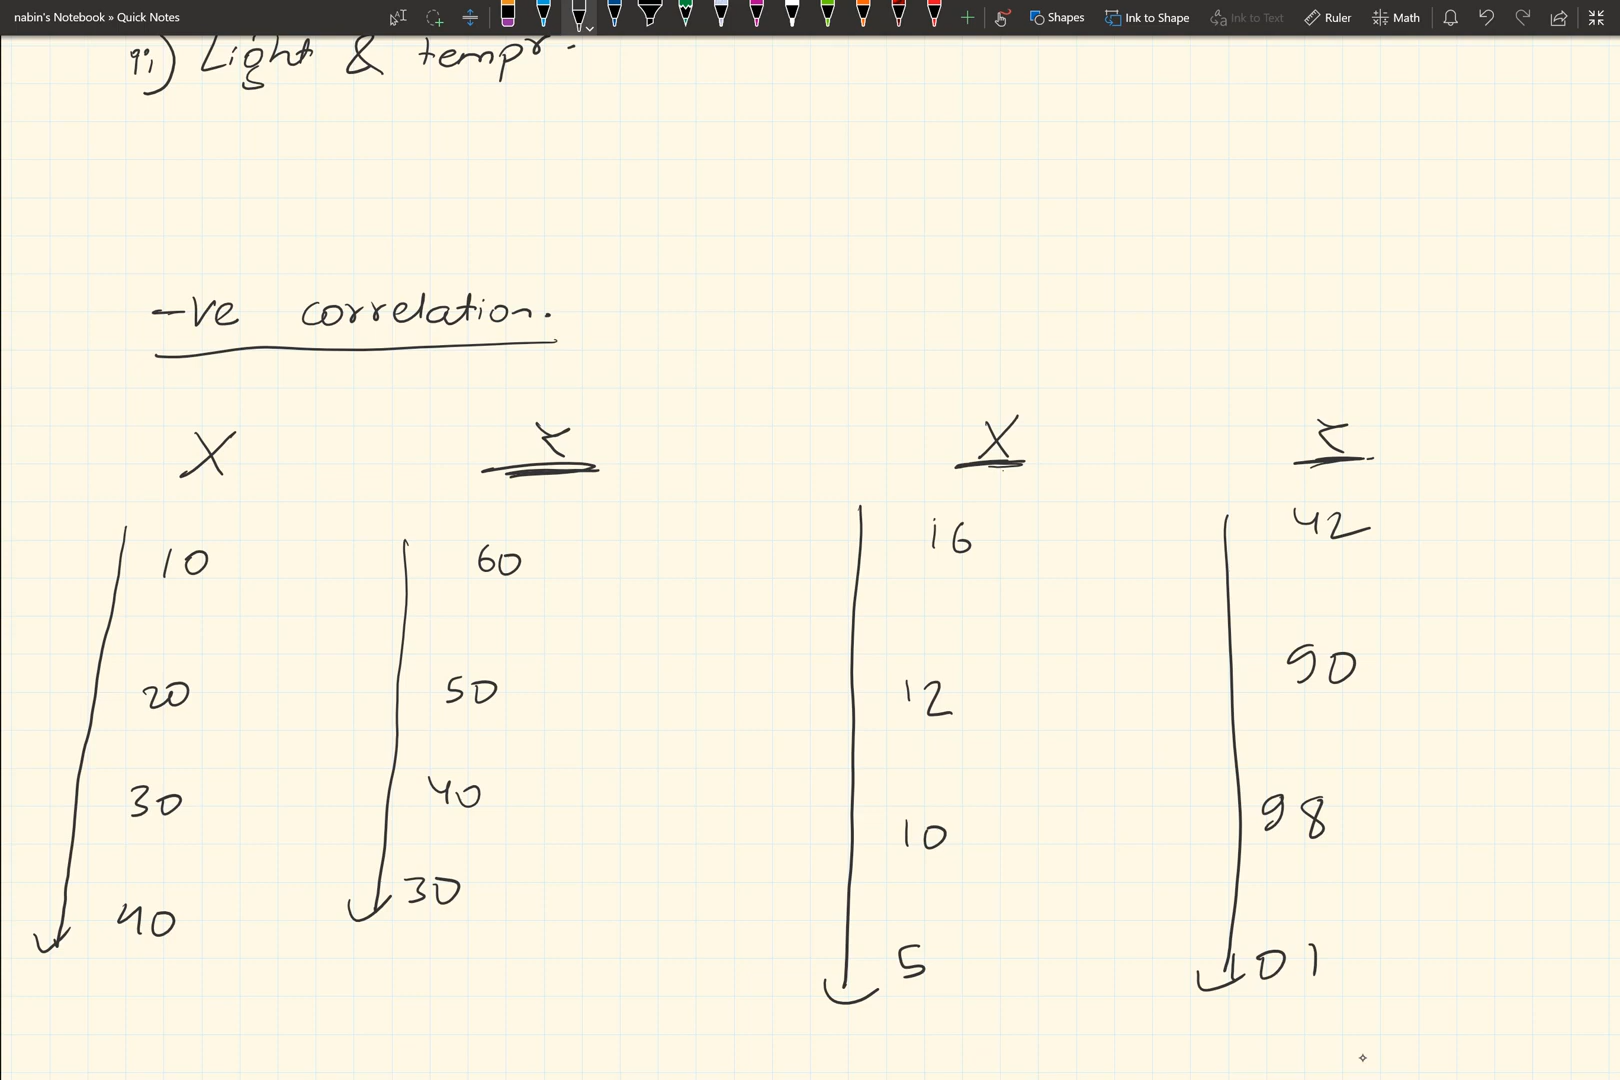 nabin's Notebook » Quick Notes Shapes Ink to Shape Ink to Text Ruler Math
ii) Light & tempr.
-ve correlation.
X Y X Y
10 60 16 42
20 50 12 90
30 40 10 98
40 30 5 101